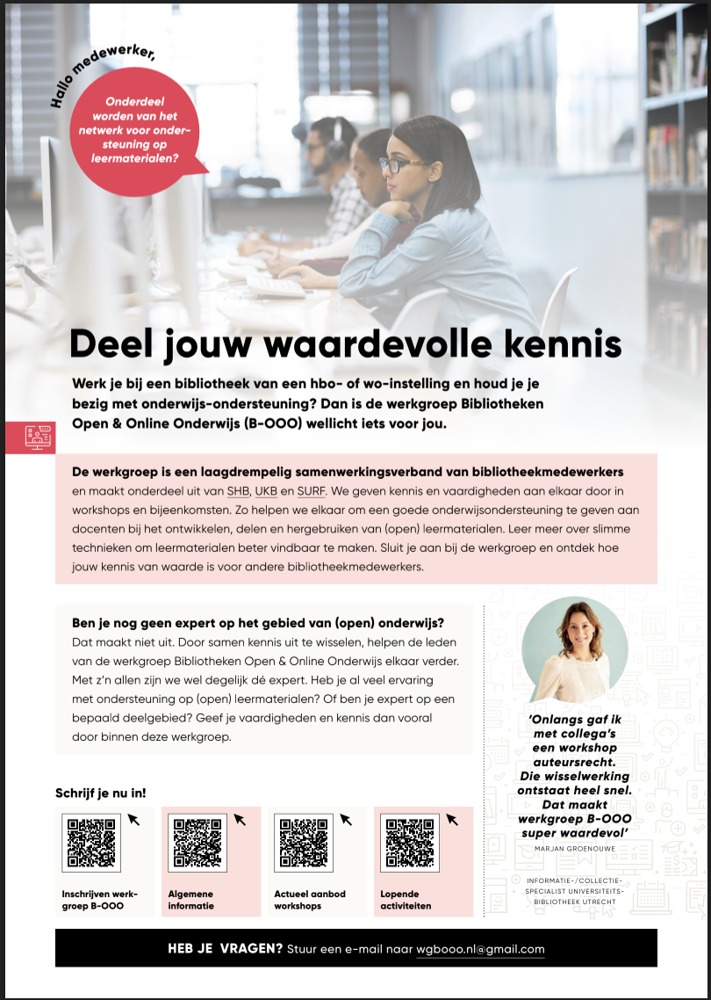 Hallo medewerker,
Onderdeel
worden van het
netwerk voor onder-
steuning op
leermaterialen?
Deel jouw waardevolle kennis
Werk je bij een bibliotheek van een hbo- of wo-instelling en houd je je
bezig met onderwijs-ondersteuning? Dan is de werkgroep Bibliotheken
Open & Online Onderwijs (B-OOO) wellicht iets voor jou.
De werkgroep is een laagdrempelig samenwerkingsverband van bibliotheekmedewerkers
en maakt onderdeel uit van SHB, UKB en SURF. We geven kennis en vaardigheden aan elkaar door in
workshops en bijeenkomsten. Zo helpen we elkaar om een goede onderwijsondersteuning te geven aan
docenten bij het ontwikkelen, delen en hergebruiken van (open) leermaterialen. Leer meer over slimme
technieken om leermaterialen beter vindbaar te maken. Sluit je aan bij de werkgroep en ontdek hoe
jouw kennis van waarde is voor andere bibliotheekmedewerkers.
Ben je nog geen expert op het gebied van (open) onderwijs?
Dat maakt niet uit. Door samen kennis uit te wisselen, helpen de leden
van de werkgroep Bibliotheken Open & Online Onderwijs elkaar verder.
Met z’n allen zijn we wel degelijk dé expert. Heb je al veel ervaring
met ondersteuning op (open) leermaterialen? Of ben je expert op een
bepaald deelgebied? Geef je vaardigheden en kennis dan vooral
door binnen deze werkgroep.
‘Onlangs gaf ik
met collega’s
een workshop
auteursrecht.
Die wisselwerking
ontstaat heel snel.
Dat maakt
werkgroep B-OOO
super waardevol’
MARJAN GROENOUWE
INFORMATIE-/COLLECTIE-
SPECIALIST UNIVERSITEITS-
BIBLIOTHEEK UTRECHT
Schrijf je nu in!
Inschrijven werk-
groep B-OOO
Algemene
informatie
Actueel aanbod
workshops
Lopende
activiteiten
HEB JE VRAGEN? Stuur een e-mail naar wgbooo.nl@gmail.com